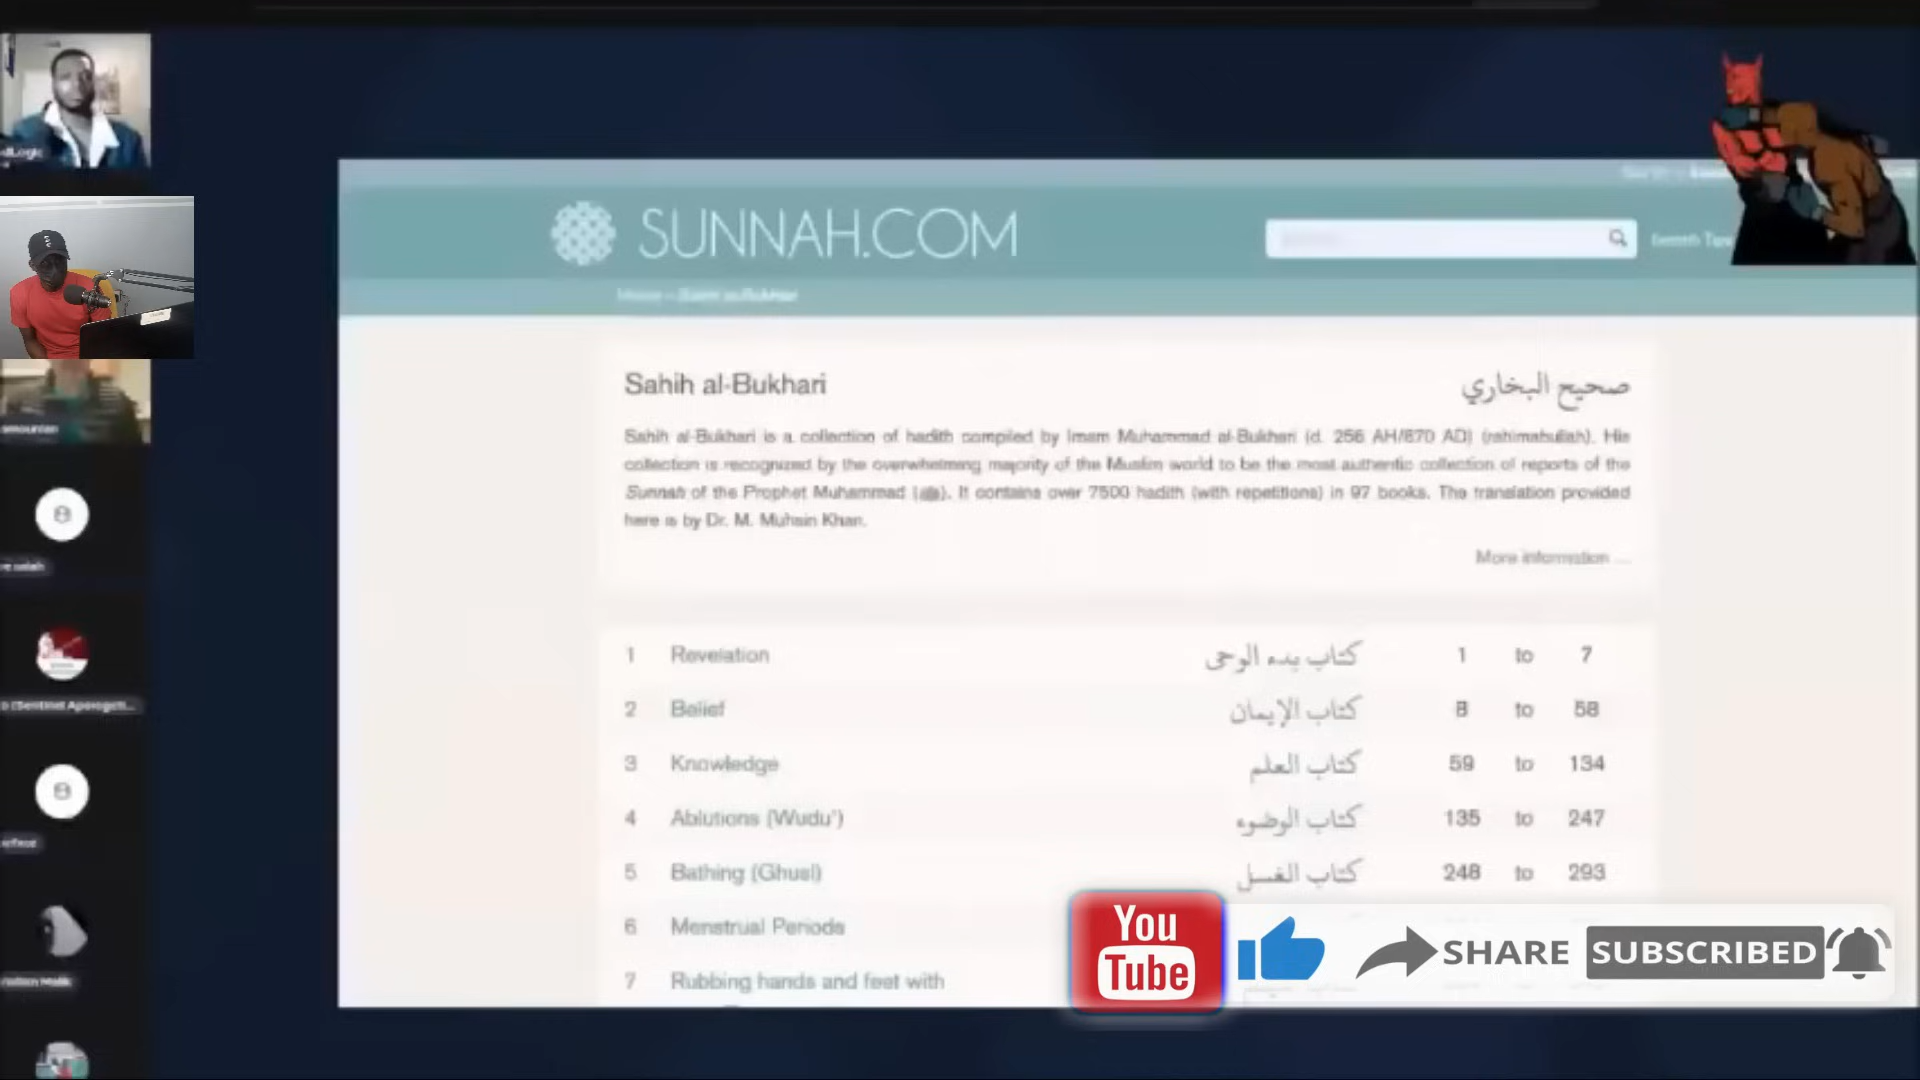 SUNNAH.COM
Home » Sahih al-Bukhari
Sahih al-Bukhari
صحيح البخاري
Sahih al-Bukhari is a collection of hadith compiled by Imam Muhammad al-Bukhari (d. 256 AH/870 AD) (rahimahullah). His
collection is recognized by the overwhelming majority of the Muslim world to be the most authentic collection of reports of the
Sunnah of the Prophet Muhammad (ﷺ). It contains over 7500 hadith (with repetitions) in 97 books. The translation provided
here is by Dr. M. Muhsin Khan.
More information ...
1 Revelation كتاب بدء الوحى 1 to 7
2 Belief كتاب الإيمان 8 to 58
3 Knowledge كتاب العلم 59 to 134
4 Ablutions (Wudu') كتاب الوضوء 135 to 247
5 Bathing (Ghusl) كتاب الغسل 248 to 293
6 Menstrual Periods
7 Rubbing hands and feet with
You
Tube
SHARE
SUBSCRIBED